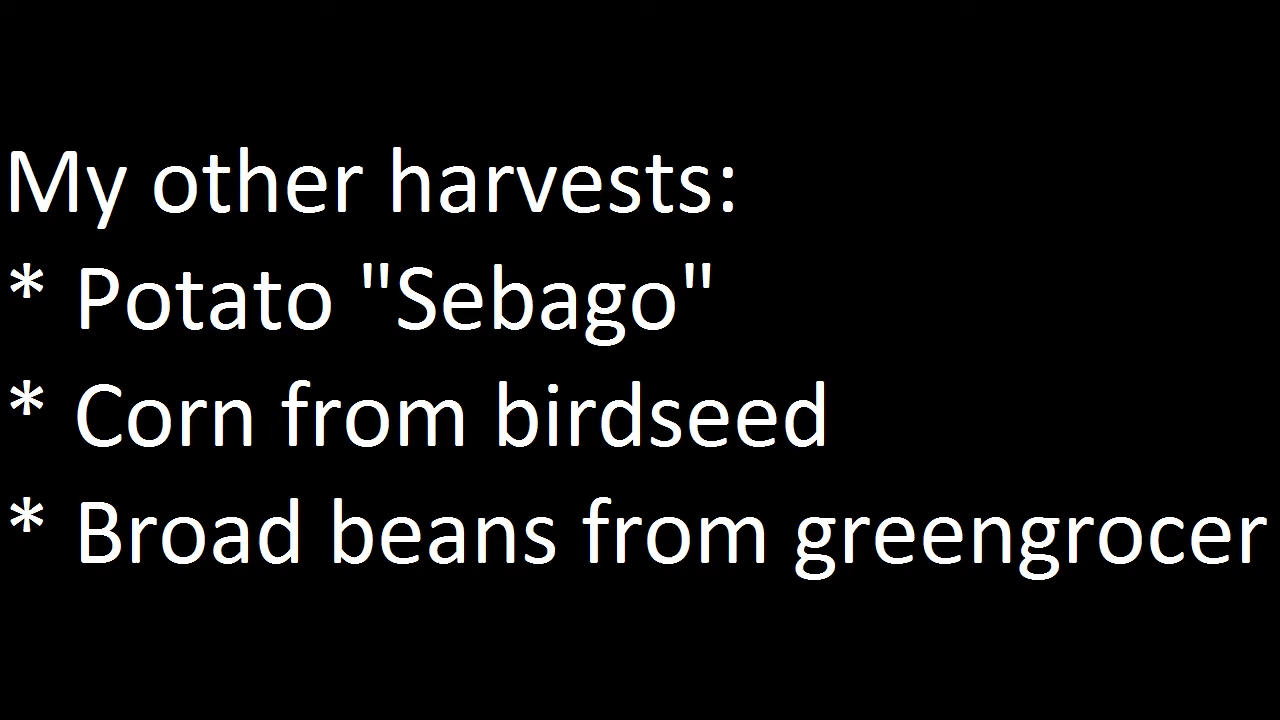 My other harvests:
* Potato "Sebago"
* Corn from birdseed
* Broad beans from greengrocer